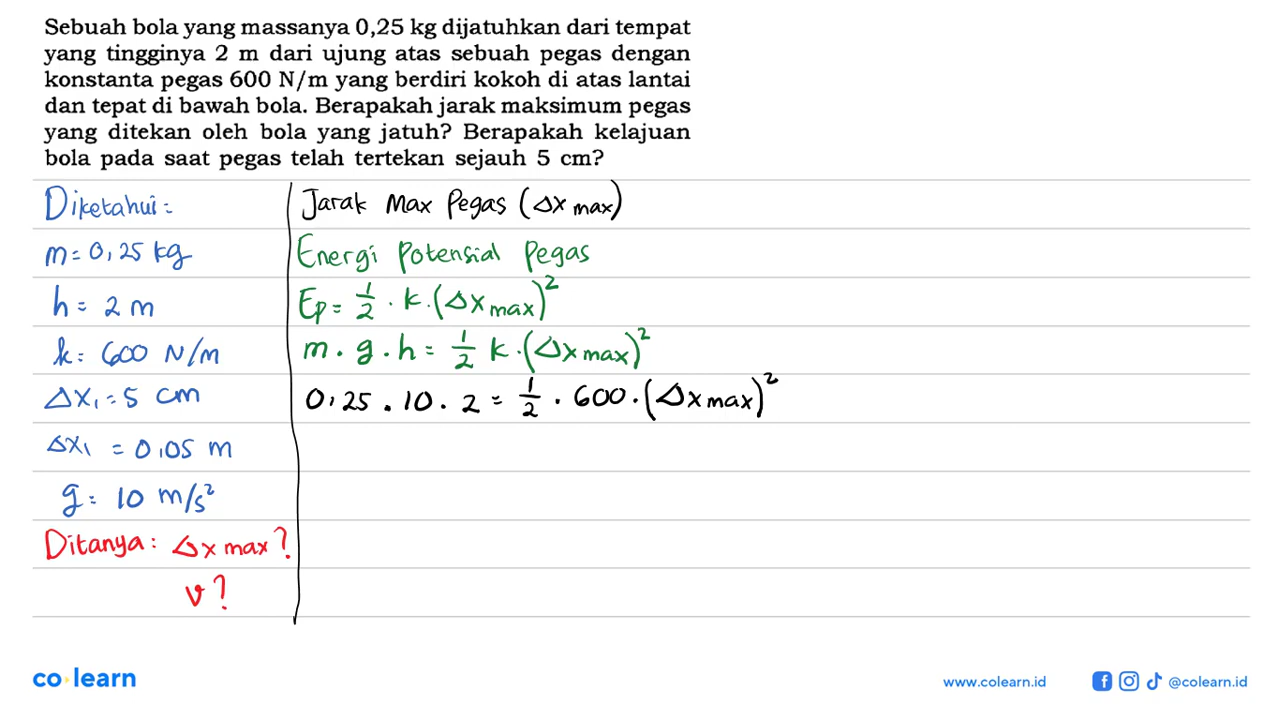 Sebuah bola yang massanya 0,25 kg dijatuhkan dari tempat
yang tingginya 2 m dari ujung atas sebuah pegas dengan
konstanta pegas 600 N/m yang berdiri kokoh di atas lantai
dan tepat di bawah bola. Berapakah jarak maksimum pegas
yang ditekan oleh bola yang jatuh? Berapakah kelajuan
bola pada saat pegas telah tertekan sejauh 5 cm?
Diketahui =
m = 0,25 kg
h = 2 m
k = 600 N/m
Δx₁ = 5 cm
Δx₁ = 0.05 m
g = 10 m/s²
Ditanya : Δx max?
v?
Jarak Max Pegas (Δx max)
Energi Potensial Pegas
Ep = 1/2 . k . (Δx max)²
m . g . h = 1/2 k . (Δx max)²
0,25 . 10 . 2 = 1/2 . 600 . (Δx max)²
co·learn
www.colearn.id
@colearn.id